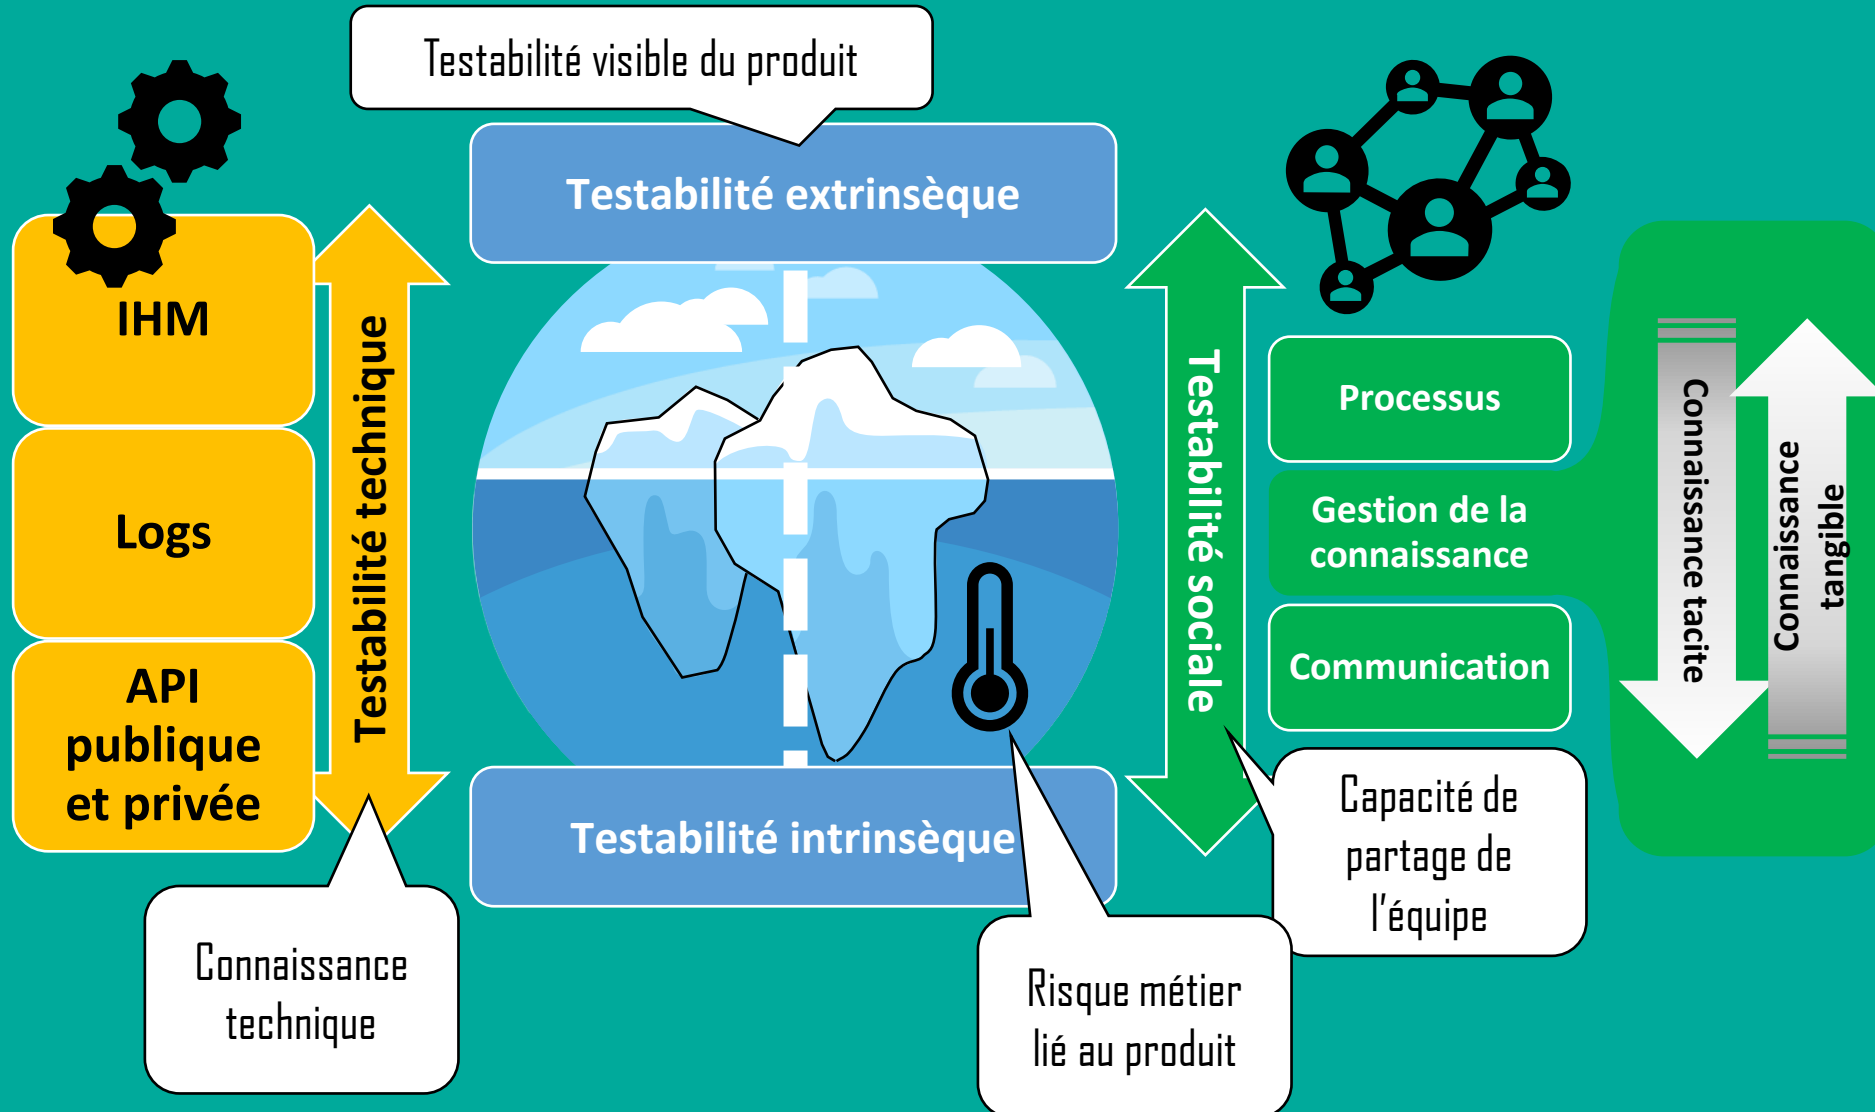 Testabilité visible du produit
Testabilité extrinsèque
IHM
Logs
API
publique
et privée
Testabilité technique
Testabilité sociale
Processus
Gestion de la
connaissance
Communication
Connaissance tacite
Connaissance
tangible
Testabilité intrinsèque
Capacité de
partage de
l'équipe
Connaissance
technique
Risque métier
lié au produit